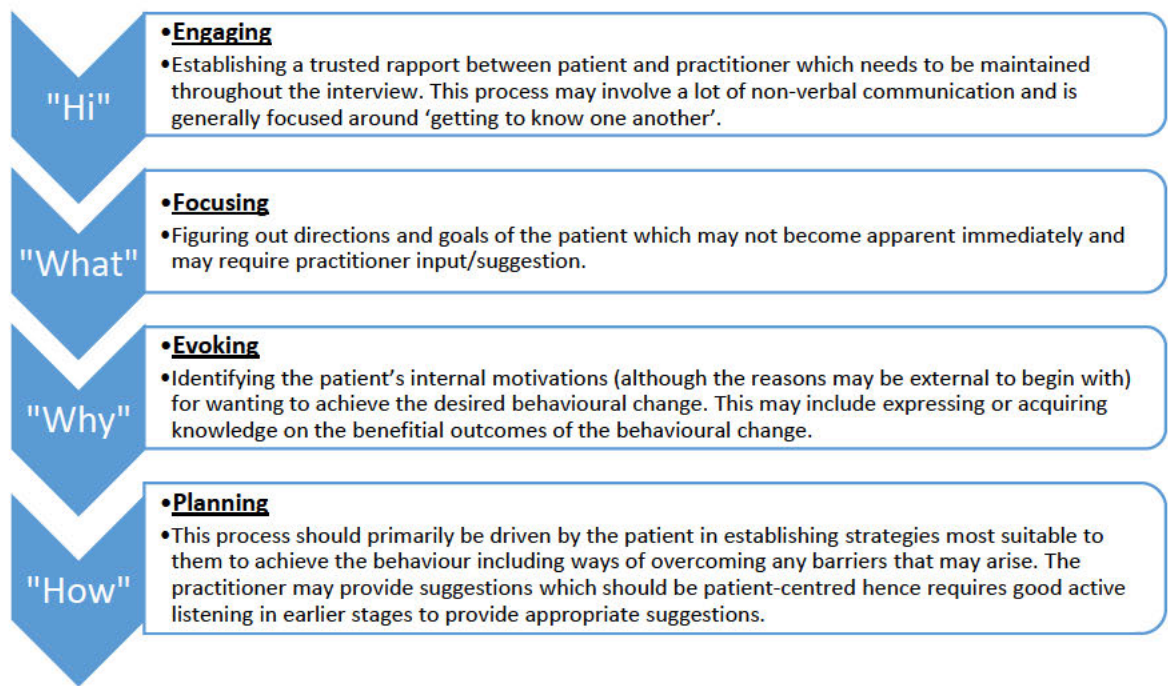 "Hi"
•Engaging
•Establishing a trusted rapport between patient and practitioner which needs to be maintained
throughout the interview. This process may involve a lot of non-verbal communication and is
generally focused around ‘getting to know one another’.
"What"
•Focusing
•Figuring out directions and goals of the patient which may not become apparent immediately and
may require practitioner input/suggestion.
"Why"
•Evoking
•Identifying the patient’s internal motivations (although the reasons may be external to begin with)
for wanting to achieve the desired behavioural change. This may include expressing or acquiring
knowledge on the benefitial outcomes of the behavioural change.
"How"
•Planning
•This process should primarily be driven by the patient in establishing strategies most suitable to
them to achieve the behaviour including ways of overcoming any barriers that may arise. The
practitioner may provide suggestions which should be patient-centred hence requires good active
listening in earlier stages to provide appropriate suggestions.